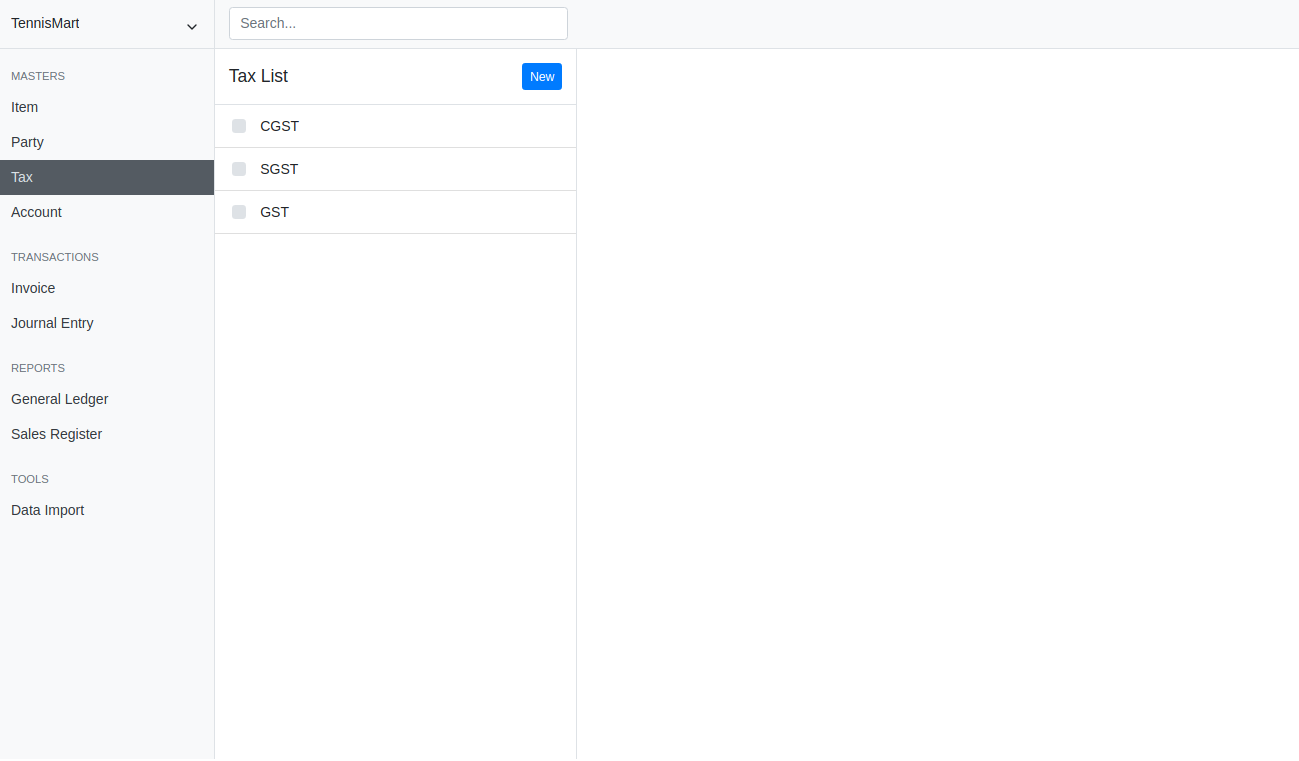 TennisMart
Search...
MASTERS
Item
Party
Tax
Account
TRANSACTIONS
Invoice
Journal Entry
REPORTS
General Ledger
Sales Register
TOOLS
Data Import
Tax List
New
CGST
SGST
GST